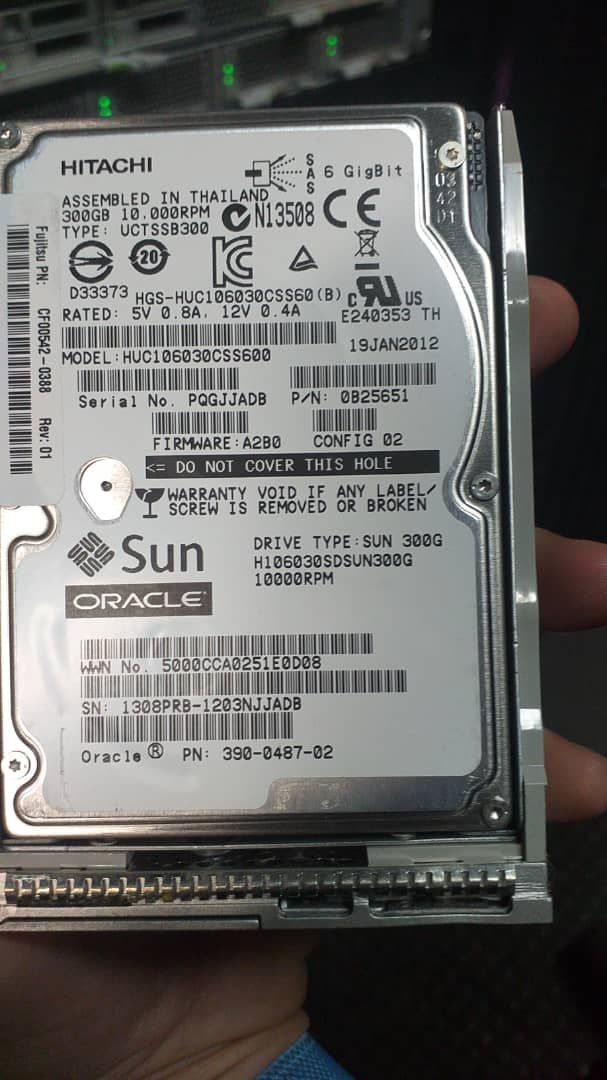 HITACHI
SAS 6 GigBit
ASSEMBLED IN THAILAND
300GB 10.000RPM
N13508 CE
TYPE: UCTSSB300
20
D33373
HGS-HUC106030CSS60(B)
c RU US
RATED: 5V 0.8A, 12V 0.4A
E240353 TH
19JAN2012
MODEL:HUC106030CSS600
Serial No. PQGJJADB P/N: 0B25651
FIRMWARE:A2B0 CONFIG 02
<= DO NOT COVER THIS HOLE
WARRANTY VOID IF ANY LABEL/
SCREW IS REMOVED OR BROKEN
Sun
ORACLE
DRIVE TYPE:SUN 300G
H106030SDSUN300G
10000RPM
WWN No. 5000CCA0251E0D08
SN: 1308PRB-1203NJJADB
Oracle® PN: 390-0487-02
Fujitsu PN: CF00542-0388 Rev: 01
03
42
D1